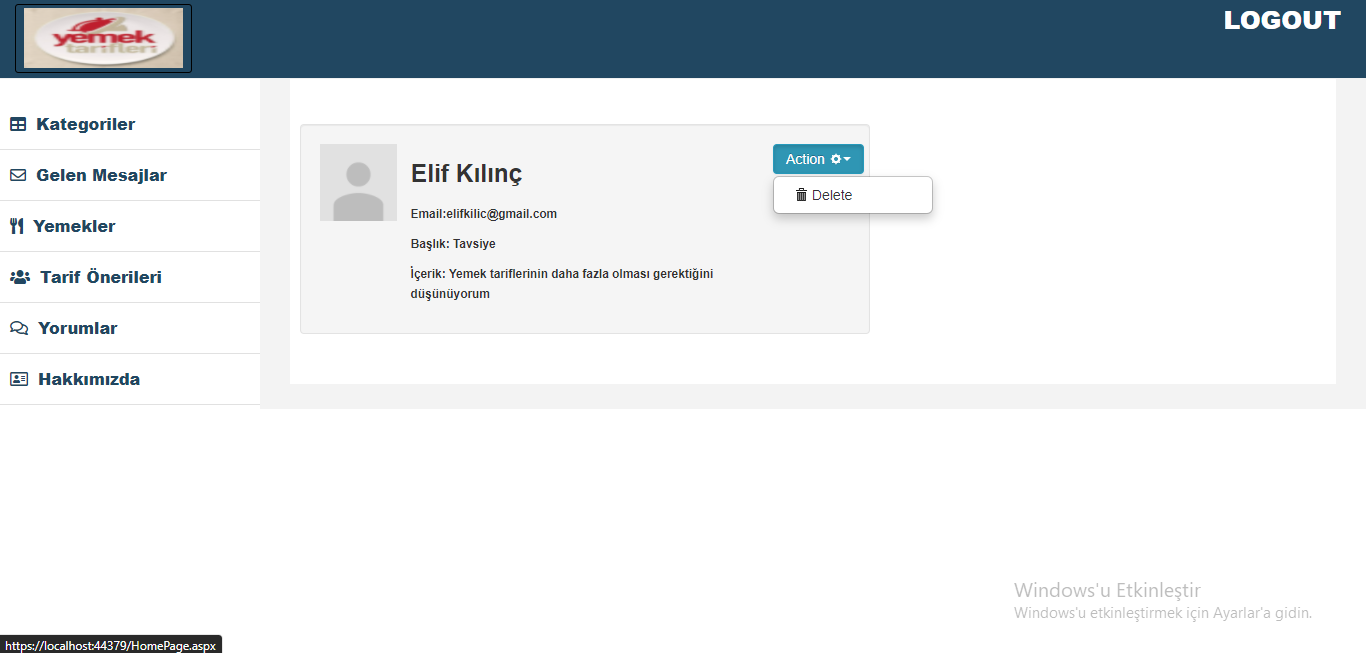 yemek
tarifleri
LOGOUT
Kategoriler
Gelen Mesajlar
Yemekler
Tarif Önerileri
Yorumlar
Hakkımızda
Elif Kılınç
Email:elifkilic@gmail.com
Başlık: Tavsiye
İçerik: Yemek tariflerinin daha fazla olması gerektiğini
düşünüyorum
Action
Delete
Windows'u Etkinleştir
Windows'u etkinleştirmek için Ayarlar'a gidin.
https://localhost:44379/HomePage.aspx